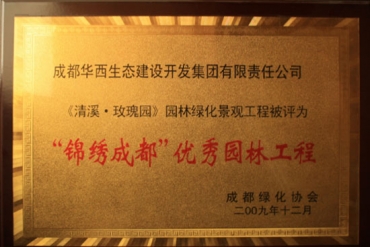 成都华西生态建设开发集团有限责任公司
《清溪·玫瑰园》园林绿化景观工程被评为
“锦绣成都”优秀园林工程
成都绿化协会
二00九年十二月